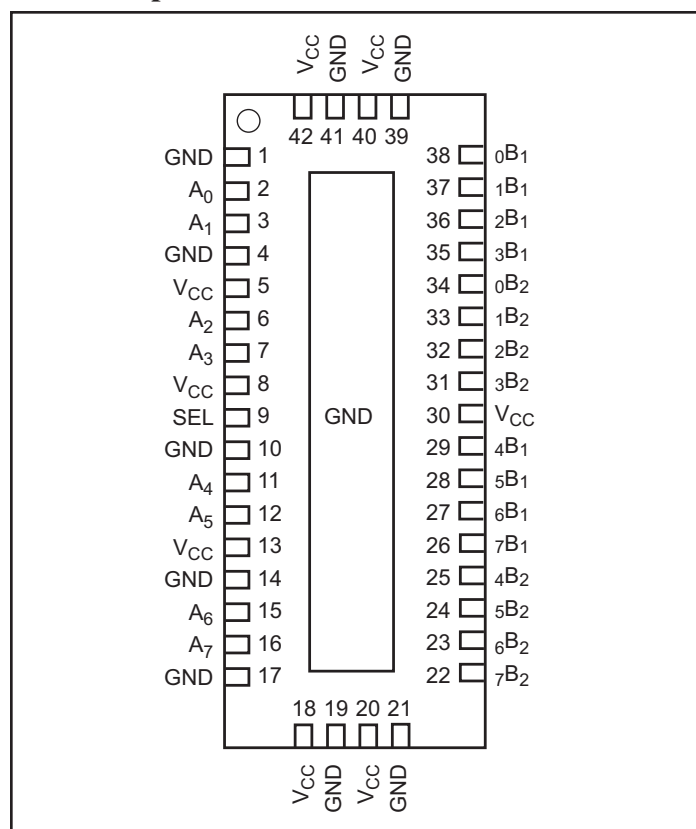 V_CC GND V_CC GND
42 41 40 39
GND 1 38 0B1
A0 2 37 1B1
A1 3 36 2B1
GND 4 35 3B1
VCC 5 34 0B2
A2 6 33 1B2
A3 7 32 2B2
VCC 8 31 3B2
SEL 9 GND 30 VCC
GND 10 29 4B1
A4 11 28 5B1
A5 12 27 6B1
VCC 13 26 7B1
GND 14 25 4B2
A6 15 24 5B2
A7 16 23 6B2
GND 17 22 7B2
18 19 20 21
VCC GND VCC GND